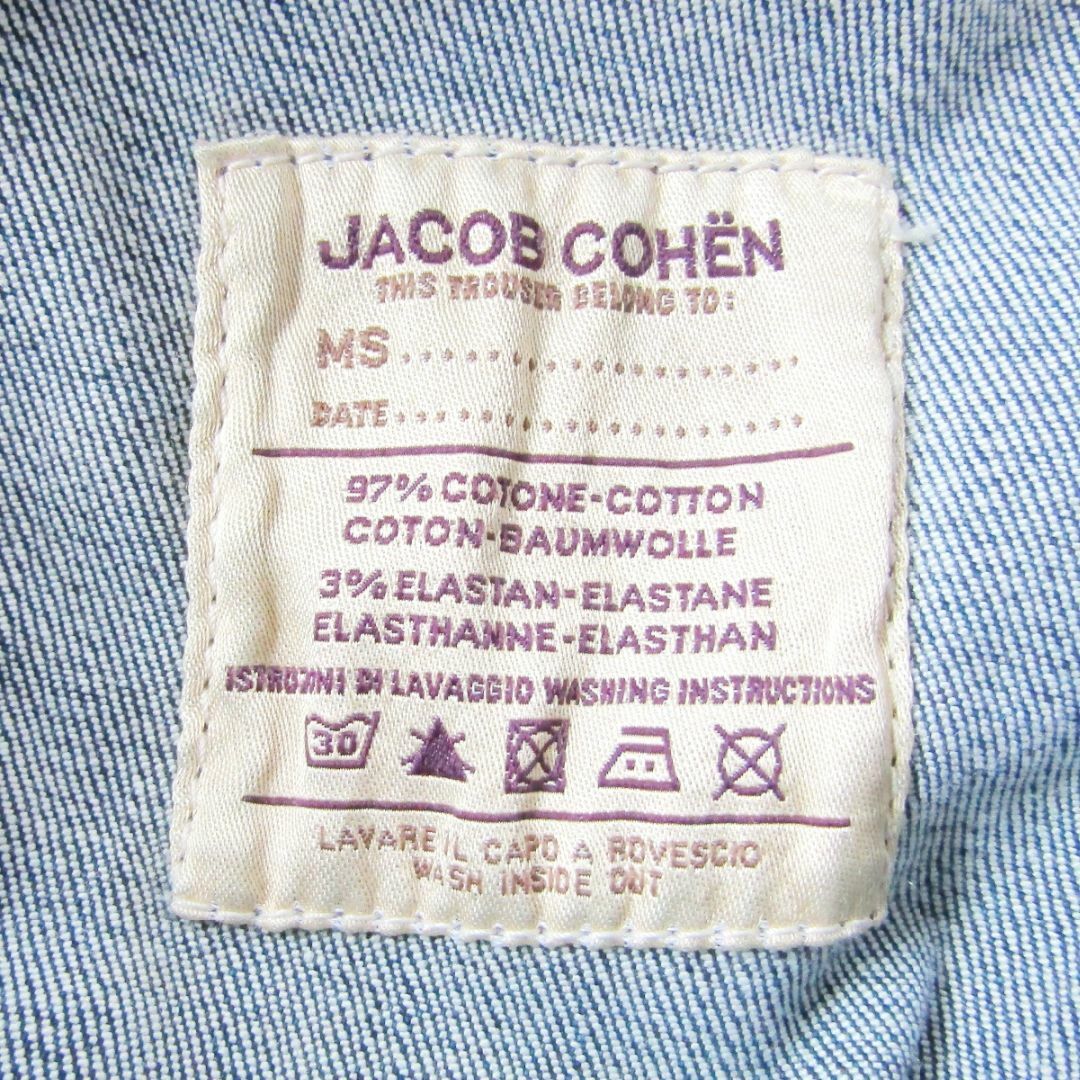 JACOB COHËN
THIS TROUSER BELONG TO:
MS....................
DATE....................
97% COTONE-COTTON
COTON-BAUMWOLLE
3% ELASTAN-ELASTANE
ELASTHANNE-ELASTHAN
ISTRUZIONI DI LAVAGGIO WASHING INSTRUCTIONS
30
LAVARE IL CAPO A ROVESCIO
WASH INSIDE OUT